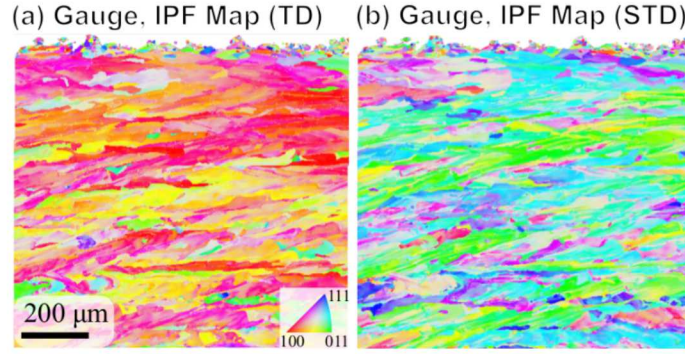 (a) Gauge, IPF Map (TD)
(b) Gauge, IPF Map (STD)
200 μm
111
100 011